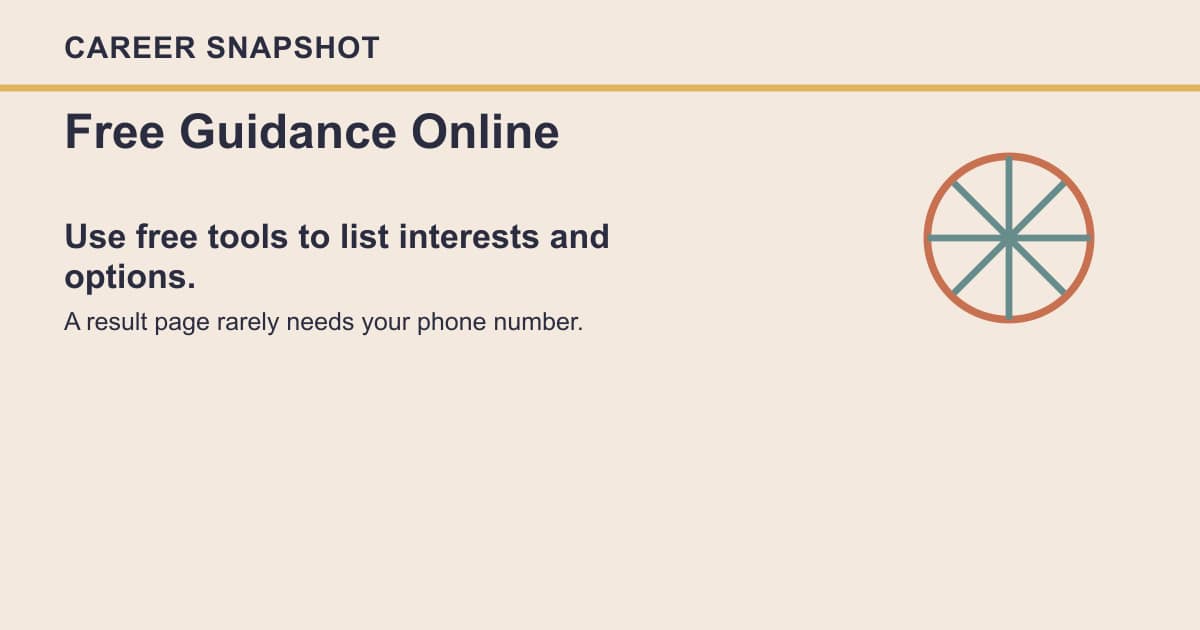 CAREER SNAPSHOT
Free Guidance Online
Use free tools to list interests and
options.
A result page rarely needs your phone number.